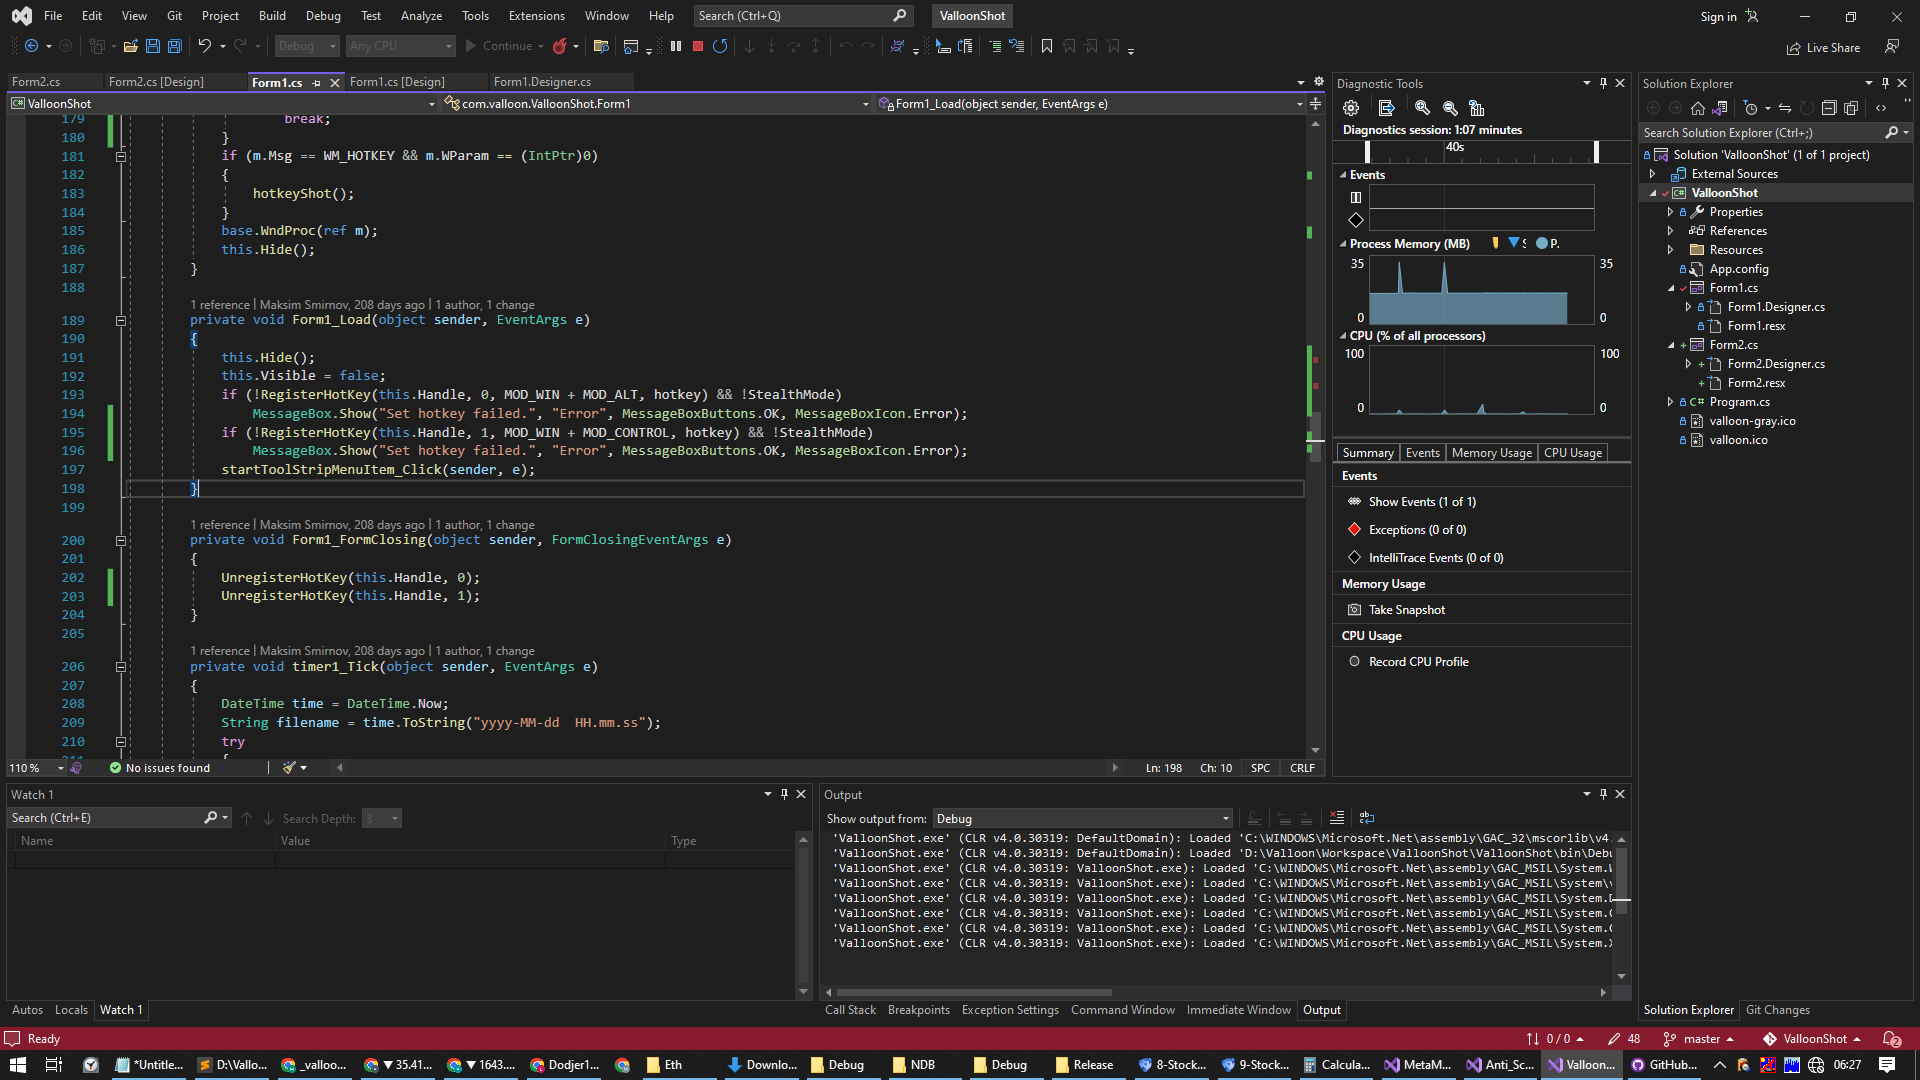 File Edit View Git Project Build Debug Test Analyze Tools Extensions Window Help Search (Ctrl+Q) ValloonShot Sign in
Debug Any CPU Continue Live Share
Form2.cs Form2.cs [Design] Form1.cs Form1.cs [Design] Form1.Designer.cs
ValloonShot com.valloon.ValloonShot.Form1 Form1_Load(object sender, EventArgs e)
179 break;
180 }
181 if (m.Msg == WM_HOTKEY && m.WParam == (IntPtr)0)
182 {
183 hotkeyShot();
184 }
185 base.WndProc(ref m);
186 this.Hide();
187 }
188
1 reference | Maksim Smirnov, 208 days ago | 1 author, 1 change
189 private void Form1_Load(object sender, EventArgs e)
190 {
191 this.Hide();
192 this.Visible = false;
193 if (!RegisterHotKey(this.Handle, 0, MOD_WIN + MOD_ALT, hotkey) && !StealthMode)
194 MessageBox.Show("Set hotkey failed.", "Error", MessageBoxButtons.OK, MessageBoxIcon.Error);
195 if (!RegisterHotKey(this.Handle, 1, MOD_WIN + MOD_CONTROL, hotkey) && !StealthMode)
196 MessageBox.Show("Set hotkey failed.", "Error", MessageBoxButtons.OK, MessageBoxIcon.Error);
197 startToolStripMenuItem_Click(sender, e);
198 }
199
1 reference | Maksim Smirnov, 208 days ago | 1 author, 1 change
200 private void Form1_FormClosing(object sender, FormClosingEventArgs e)
201 {
202 UnregisterHotKey(this.Handle, 0);
203 UnregisterHotKey(this.Handle, 1);
204 }
205
1 reference | Maksim Smirnov, 208 days ago | 1 author, 1 change
206 private void timer1_Tick(object sender, EventArgs e)
207 {
208 DateTime time = DateTime.Now;
209 String filename = time.ToString("yyyy-MM-dd  HH.mm.ss");
210 try
211 {
110 % No issues found Ln: 198 Ch: 10 SPC CRLF
Diagnostic Tools
Diagnostics session: 1:07 minutes
40s
Events
Process Memory (MB) S P.
35 35
0 0
CPU (% of all processors)
100 100
0 0
Summary Events Memory Usage CPU Usage
Events
Show Events (1 of 1)
Exceptions (0 of 0)
IntelliTrace Events (0 of 0)
Memory Usage
Take Snapshot
CPU Usage
Record CPU Profile
Solution Explorer
Search Solution Explorer (Ctrl+;)
Solution 'ValloonShot' (1 of 1 project)
External Sources
ValloonShot
Properties
References
Resources
App.config
Form1.cs
Form1.Designer.cs
Form1.resx
Form2.cs
Form2.Designer.cs
Form2.resx
Program.cs
valloon-gray.ico
valloon.ico
Watch 1
Search (Ctrl+E) Search Depth: 3
Name Value Type
Autos Locals Watch 1
Output
Show output from: Debug
'ValloonShot.exe' (CLR v4.0.30319: DefaultDomain): Loaded 'C:\WINDOWS\Microsoft.Net\assembly\GAC_32\mscorlib\v4.
'ValloonShot.exe' (CLR v4.0.30319: DefaultDomain): Loaded 'D:\Valloon\Workspace\ValloonShot\ValloonShot\bin\Debu
'ValloonShot.exe' (CLR v4.0.30319: ValloonShot.exe): Loaded 'C:\WINDOWS\Microsoft.Net\assembly\GAC_MSIL\System.W
'ValloonShot.exe' (CLR v4.0.30319: ValloonShot.exe): Loaded 'C:\WINDOWS\Microsoft.Net\assembly\GAC_MSIL\System\v
'ValloonShot.exe' (CLR v4.0.30319: ValloonShot.exe): Loaded 'C:\WINDOWS\Microsoft.Net\assembly\GAC_MSIL\System.D
'ValloonShot.exe' (CLR v4.0.30319: ValloonShot.exe): Loaded 'C:\WINDOWS\Microsoft.Net\assembly\GAC_MSIL\System.C
'ValloonShot.exe' (CLR v4.0.30319: ValloonShot.exe): Loaded 'C:\WINDOWS\Microsoft.Net\assembly\GAC_MSIL\System.C
'ValloonShot.exe' (CLR v4.0.30319: ValloonShot.exe): Loaded 'C:\WINDOWS\Microsoft.Net\assembly\GAC_MSIL\System.X
Call Stack Breakpoints Exception Settings Command Window Immediate Window Output
Solution Explorer Git Changes
Ready 0 / 0 48 master ValloonShot 2
*Untitle... D:\Vallo... _valloo... ▼ 35.41... ▼ 1643.... Dodjer1... Eth Downlo... Debug NDB Debug Release 8-Stock... 9-Stock... Calcula... MetaM... Anti_Sc... Valloon... GitHub... 06:27